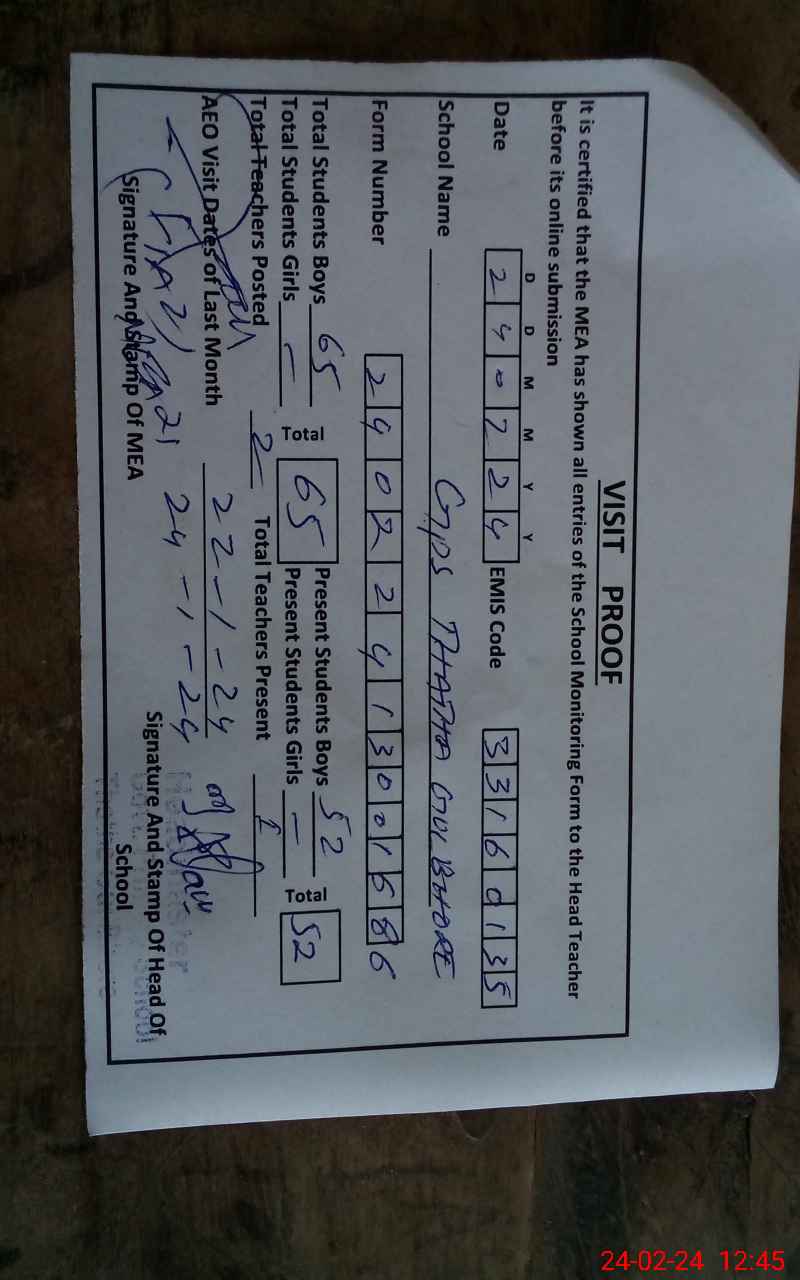 VISIT PROOF
It is certified that the MEA has shown all entries of the School Monitoring Form to the Head Teacher
before its online submission
D D M M Y Y
Date 2 4 0 2 2 4 EMIS Code 3 3 1 6 0 1 3 5
School Name GPS THATHA GUL BHORE
Form Number 2 4 0 2 2 4 1 3 0 0 1 6 8 6
Total Students Boys 65 Total 65 Present Students Boys 52 Total 52
Total Students Girls — Present Students Girls —
Total Teachers Posted 2 Total Teachers Present 1
AEO Visit Dates of Last Month 22-1-24
24-1-24
Signature And Stamp Of MEA
Signature And Stamp Of Head Of
School
24-02-24 12:45